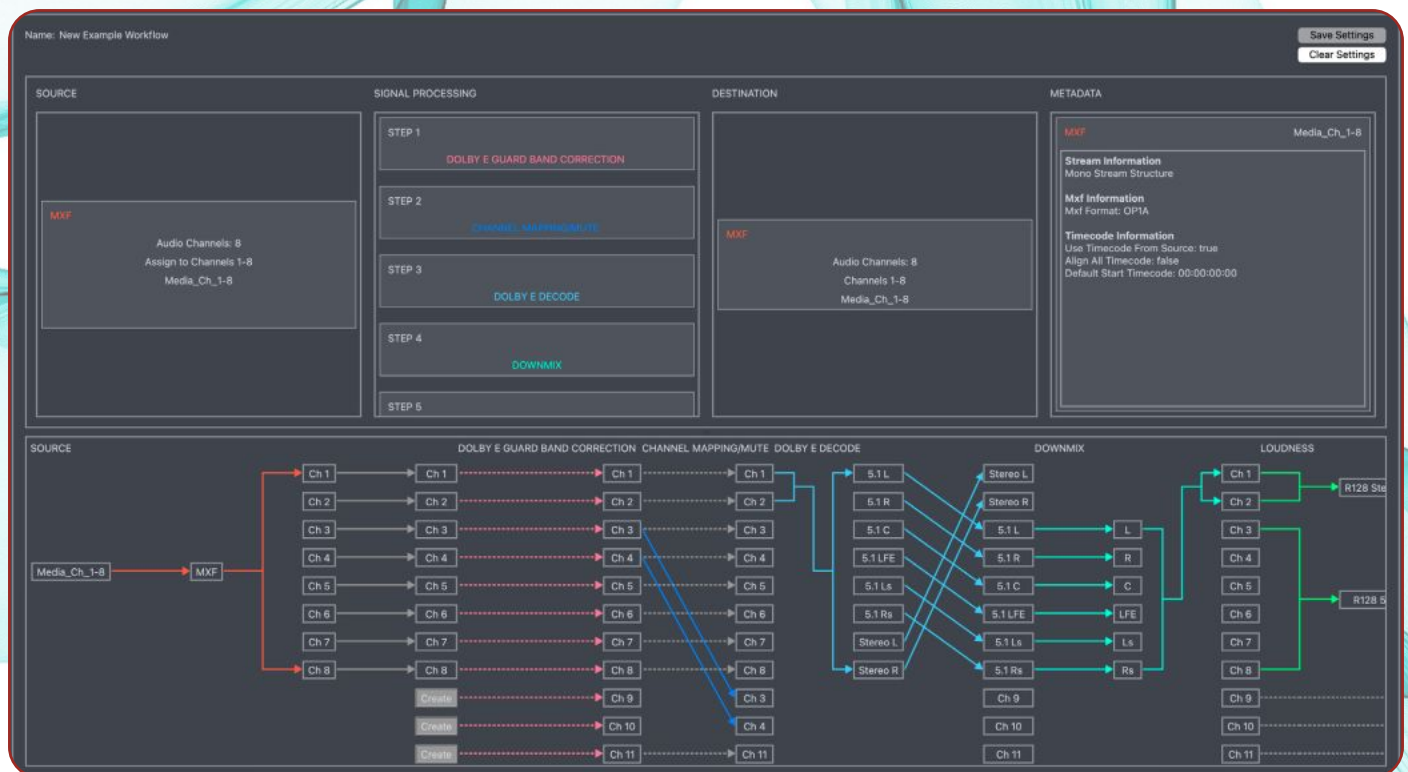 Name: New Example Workflow
Save Settings
Clear Settings
SOURCE
SIGNAL PROCESSING
DESTINATION
METADATA
MXF
Audio Channels: 8
Assign to Channels 1-8
Media_Ch_1-8
STEP 1
DOLBY E GUARD BAND CORRECTION
STEP 2
CHANNEL MAPPING/MUTE
STEP 3
DOLBY E DECODE
STEP 4
DOWNMIX
STEP 5
MXF
Audio Channels: 8
Channels 1-8
Media_Ch_1-8
MXF Media_Ch_1-8
Stream Information
Mono Stream Structure
Mxf Information
Mxf Format: OP1A
Timecode Information
Use Timecode From Source: true
Align All Timecode: false
Default Start Timecode: 00:00:00:00
SOURCE DOLBY E GUARD BAND CORRECTION CHANNEL MAPPING/MUTE DOLBY E DECODE DOWNMIX LOUDNESS
Ch 1 Ch 1 Ch 1 Ch 1 5.1 L Stereo L Ch 1
R128 Ste
Ch 2 Ch 2 Ch 2 Ch 2 5.1 R Stereo R Ch 2
Ch 3 Ch 3 Ch 3 Ch 3 5.1 C 5.1 L L Ch 3
Ch 4 Ch 4 Ch 4 Ch 4 5.1 LFE 5.1 R R Ch 4
Media_Ch_1-8 MXF
Ch 5 Ch 5 Ch 5 Ch 5 5.1 Ls 5.1 C C Ch 5
R128 5
Ch 6 Ch 6 Ch 6 Ch 6 5.1 Rs 5.1 LFE LFE Ch 6
Ch 7 Ch 7 Ch 7 Ch 7 Stereo L 5.1 Ls Ls Ch 7
Ch 8 Ch 8 Ch 8 Ch 8 Stereo R 5.1 Rs Rs Ch 8
Create Ch 9 Ch 3 Ch 9 Ch 9
Create Ch 10 Ch 4 Ch 10 Ch 10
Create Ch 11 Ch 11 Ch 11 Ch 11